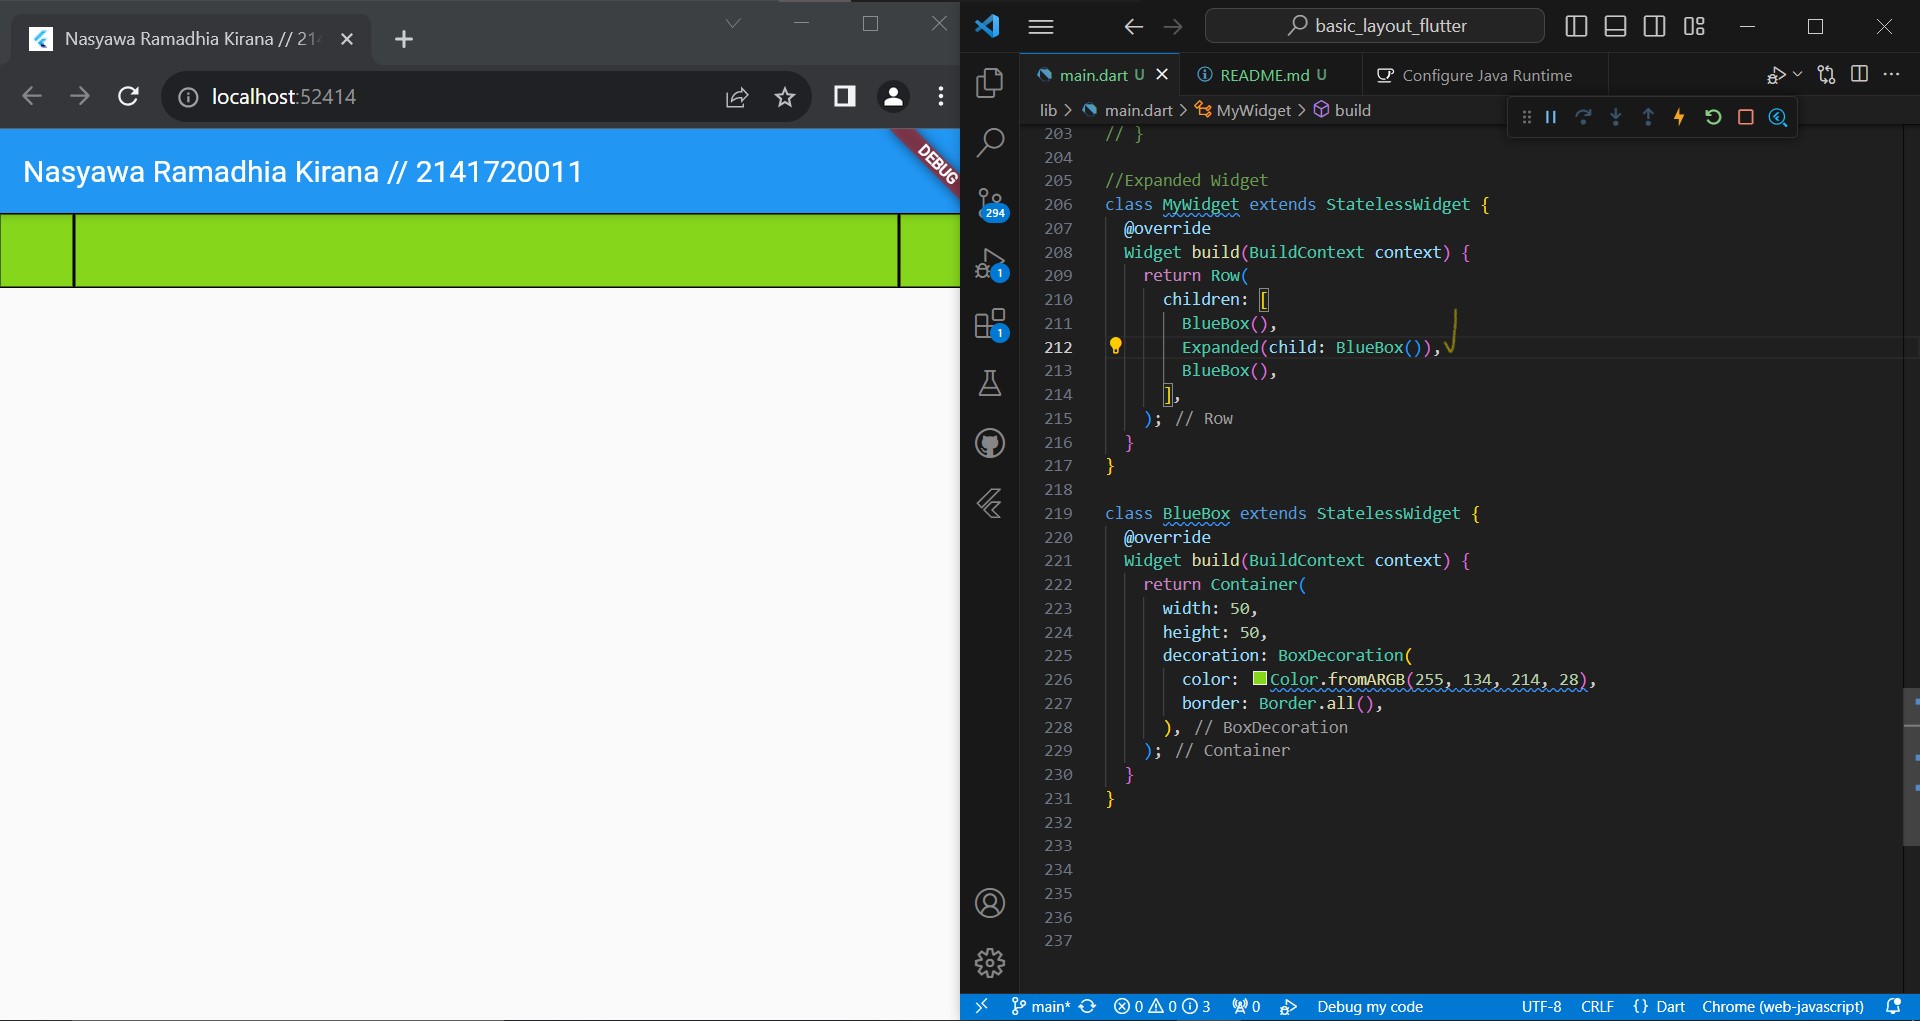 Nasyawa Ramadhia Kirana // 21
localhost:52414
Nasyawa Ramadhia Kirana // 2141720011
DEBUG
basic_layout_flutter
main.dart U
README.md U
Configure Java Runtime
lib > main.dart > MyWidget > build
203 // }
204
205 //Expanded Widget
206 class MyWidget extends StatelessWidget {
207 @override
208 Widget build(BuildContext context) {
209 return Row(
210 children: [
211 BlueBox(),
212 Expanded(child: BlueBox()),
213 BlueBox(),
214 ],
215 ); // Row
216 }
217 }
218
219 class BlueBox extends StatelessWidget {
220 @override
221 Widget build(BuildContext context) {
222 return Container(
223 width: 50,
224 height: 50,
225 decoration: BoxDecoration(
226 color: Color.fromARGB(255, 134, 214, 28),
227 border: Border.all(),
228 ), // BoxDecoration
229 ); // Container
230 }
231 }
232
233
234
235
236
237
294
1
1
main* 0 0 3 0 Debug my code UTF-8 CRLF {} Dart Chrome (web-javascript)